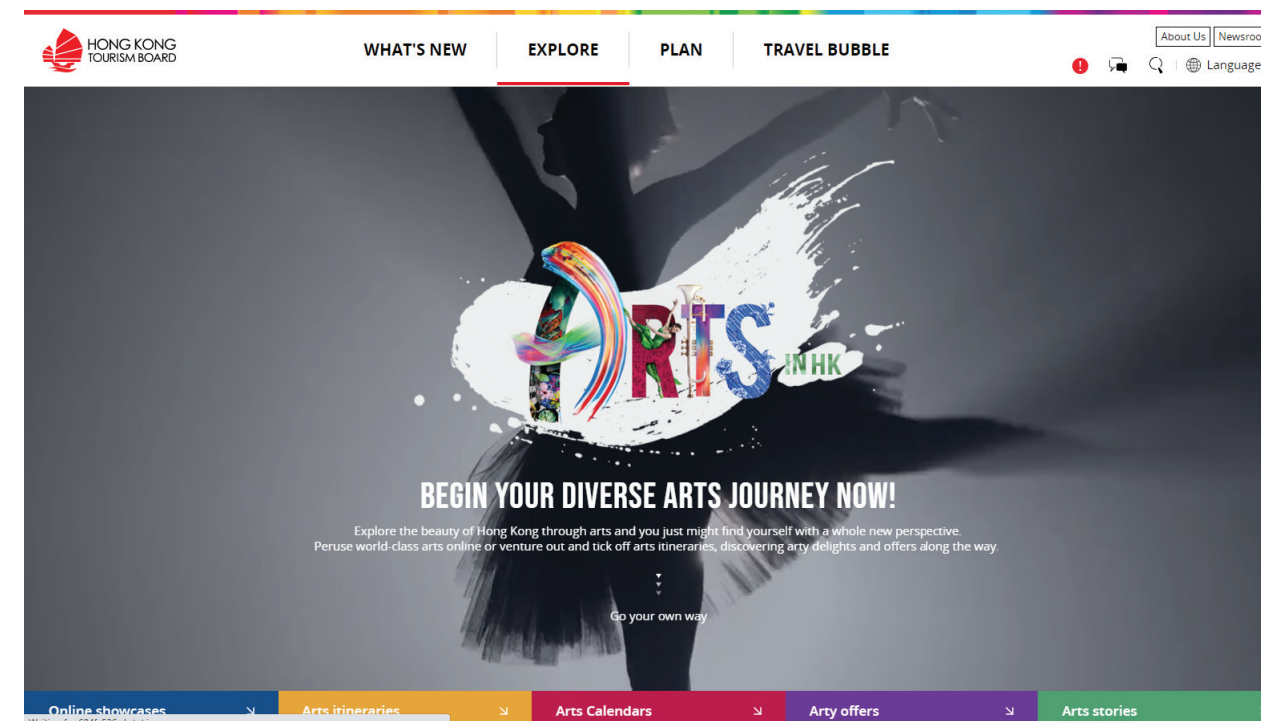 HONG KONG
TOURISM BOARD
WHAT'S NEW
EXPLORE
PLAN
TRAVEL BUBBLE
About Us
Newsroo
Language
ARTS
IN HK
BEGIN YOUR DIVERSE ARTS JOURNEY NOW!
Explore the beauty of Hong Kong through arts and you just might find yourself with a whole new perspective.
Peruse world-class arts online or venture out and tick off arts itineraries, discovering arty delights and offers along the way.
Go your own way
Online showcases
Arts itineraries
Arts Calendars
Arty offers
Arts stories